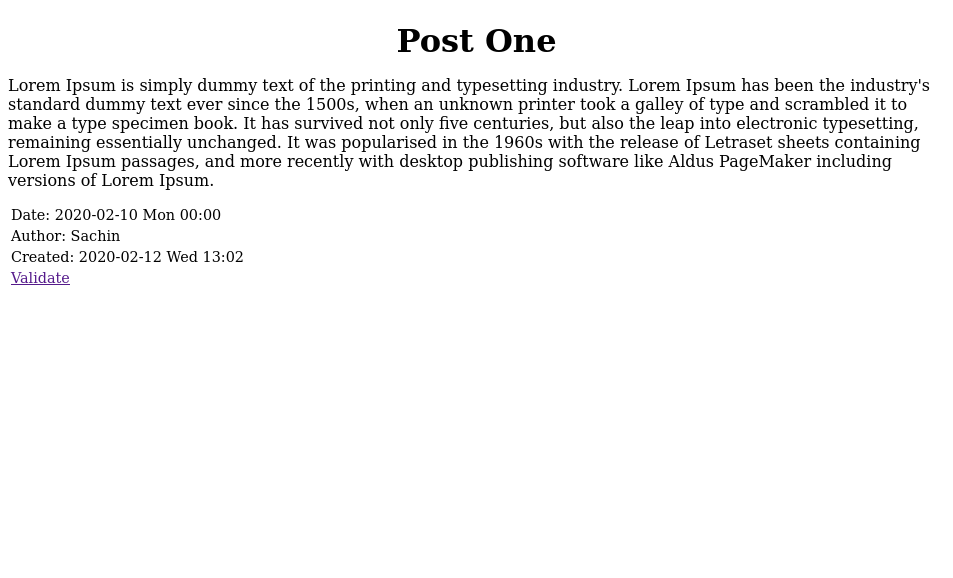 Post One
Lorem Ipsum is simply dummy text of the printing and typesetting industry. Lorem Ipsum has been the industry's
standard dummy text ever since the 1500s, when an unknown printer took a galley of type and scrambled it to
make a type specimen book. It has survived not only five centuries, but also the leap into electronic typesetting,
remaining essentially unchanged. It was popularised in the 1960s with the release of Letraset sheets containing
Lorem Ipsum passages, and more recently with desktop publishing software like Aldus PageMaker including
versions of Lorem Ipsum.
Date: 2020-02-10 Mon 00:00
Author: Sachin
Created: 2020-02-12 Wed 13:02
Validate